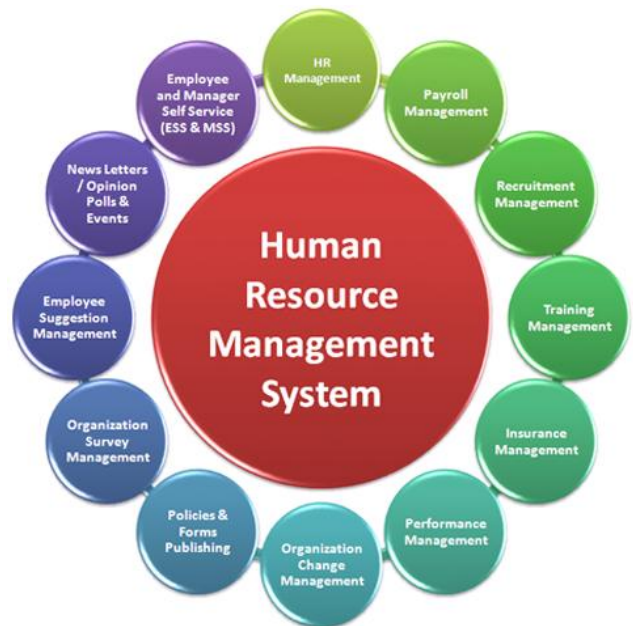 HR
Management
Payroll
Management
Recruitment
Management
Training
Management
Insurance
Management
Performance
Management
Organization
Change
Management
Policies &
Forms
Publishing
Organization
Survey
Management
Employee
Suggestion
Management
News Letters
/ Opinion
Polls &
Events
Employee
and Manager
Self Service
(ESS & MSS)
Human
Resource
Management
System